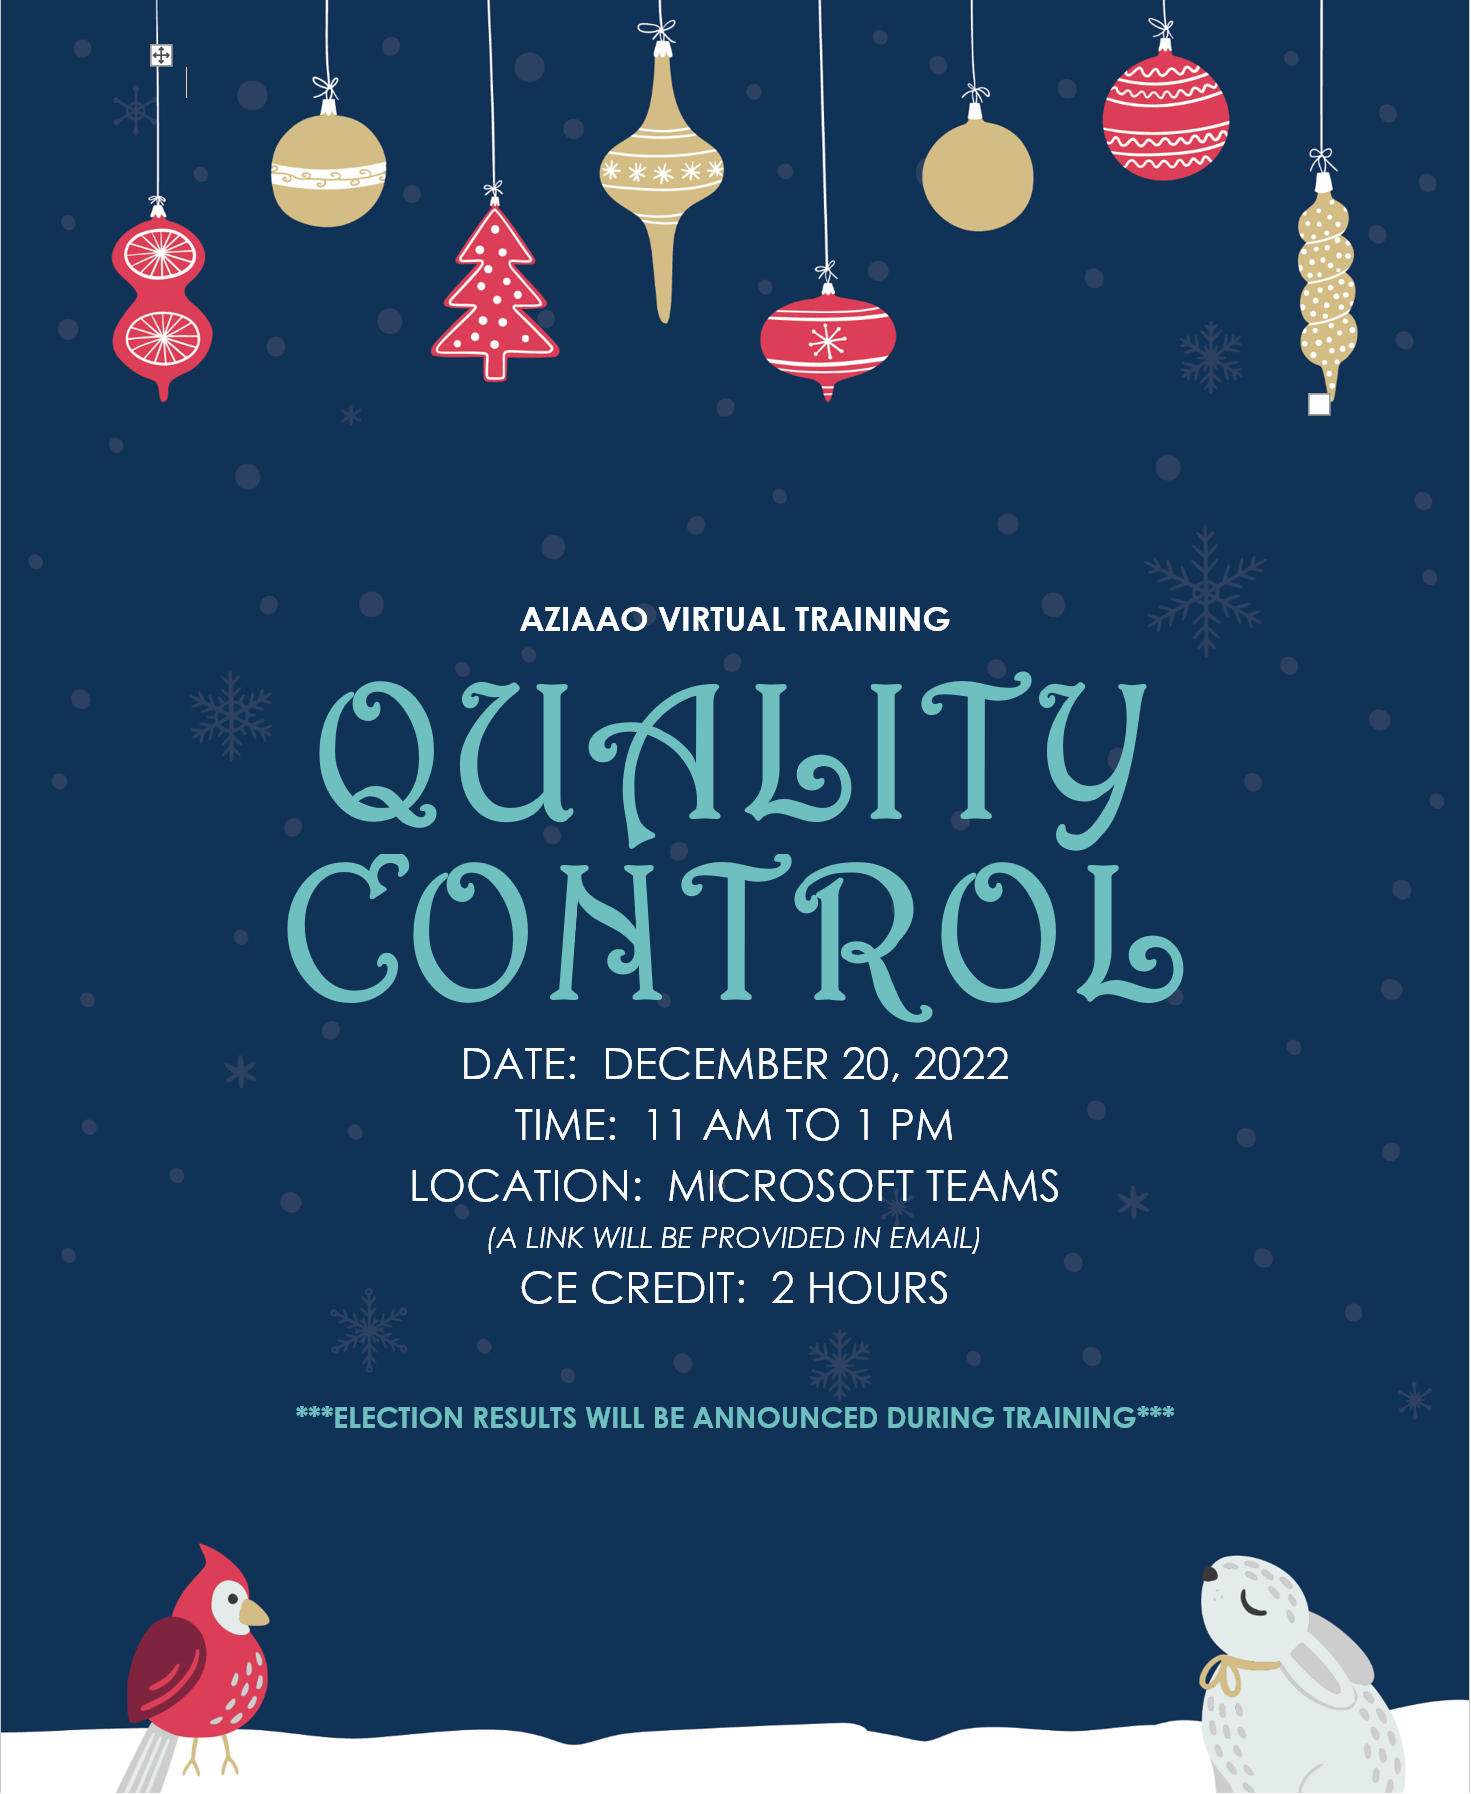 AZIAAO VIRTUAL TRAINING
QUALITY
CONTROL
DATE: DECEMBER 20, 2022
TIME: 11 AM TO 1 PM
LOCATION: MICROSOFT TEAMS
(A LINK WILL BE PROVIDED IN EMAIL)
CE CREDIT: 2 HOURS
***ELECTION RESULTS WILL BE ANNOUNCED DURING TRAINING***